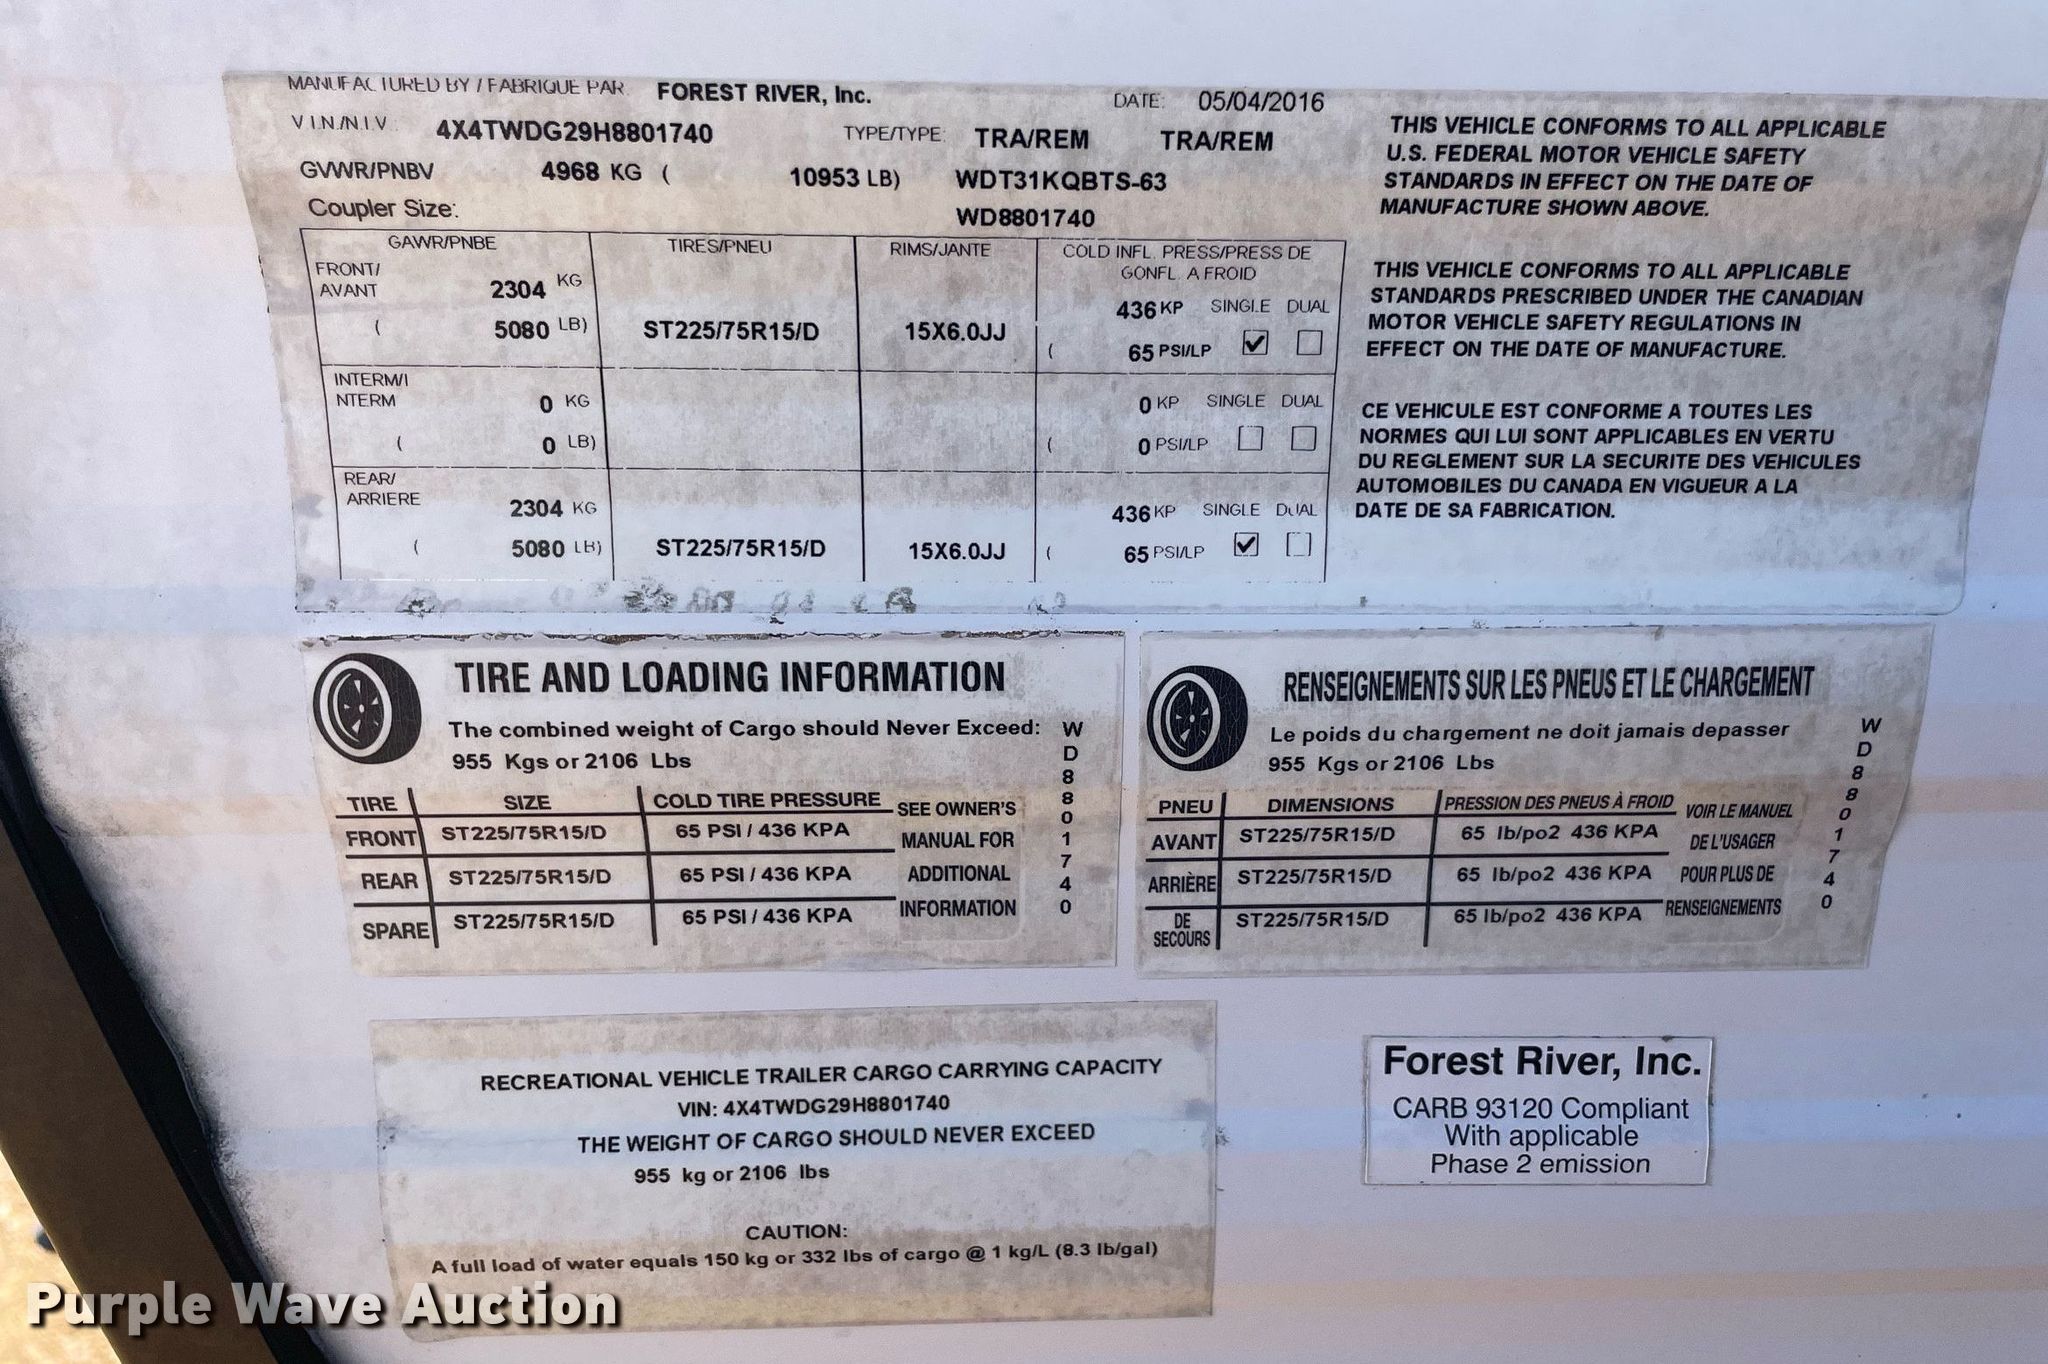 MANUFACTURED BY / FABRIQUE PAR FOREST RIVER, Inc. DATE: 05/04/2016
V.I.N./N.I.V 4X4TWDG29H8801740 TYPE/TYPE: TRA/REM TRA/REM
GVWR/PNBV 4968 KG ( 10953 LB) WDT31KQBTS-63
Coupler Size: WD8801740
GAWR/PNBE TIRES/PNEU RIMS/JANTE COLD INFL. PRESS/PRESS DE
GONFL. A FROID
FRONT/
AVANT 2304 KG 436 KP SINGLE DUAL
( 5080 LB) ST225/75R15/D 15X6.0JJ ( 65 PSI/LP
INTERM/I
NTERM 0 KG 0 KP SINGLE DUAL
( 0 LB) ( 0 PSI/LP
REAR/
ARRIERE 2304 KG 436 KP SINGLE DUAL
( 5080 LB) ST225/75R15/D 15X6.0JJ ( 65 PSI/LP
THIS VEHICLE CONFORMS TO ALL APPLICABLE
U.S. FEDERAL MOTOR VEHICLE SAFETY
STANDARDS IN EFFECT ON THE DATE OF
MANUFACTURE SHOWN ABOVE.
THIS VEHICLE CONFORMS TO ALL APPLICABLE
STANDARDS PRESCRIBED UNDER THE CANADIAN
MOTOR VEHICLE SAFETY REGULATIONS IN
EFFECT ON THE DATE OF MANUFACTURE.
CE VEHICULE EST CONFORME A TOUTES LES
NORMES QUI LUI SONT APPLICABLES EN VERTU
DU REGLEMENT SUR LA SECURITE DES VEHICULES
AUTOMOBILES DU CANADA EN VIGUEUR A LA
DATE DE SA FABRICATION.
TIRE AND LOADING INFORMATION
The combined weight of Cargo should Never Exceed:
955 Kgs or 2106 Lbs
TIRE SIZE COLD TIRE PRESSURE
FRONT ST225/75R15/D 65 PSI / 436 KPA
REAR ST225/75R15/D 65 PSI / 436 KPA
SPARE ST225/75R15/D 65 PSI / 436 KPA
SEE OWNER'S
MANUAL FOR
ADDITIONAL
INFORMATION
WD8801740
RENSEIGNEMENTS SUR LES PNEUS ET LE CHARGEMENT
Le poids du chargement ne doit jamais depasser
955 Kgs or 2106 Lbs
PNEU DIMENSIONS PRESSION DES PNEUS À FROID
AVANT ST225/75R15/D 65 lb/po2 436 KPA
ARRIÈRE ST225/75R15/D 65 lb/po2 436 KPA
DE
SECOURS ST225/75R15/D 65 lb/po2 436 KPA
VOIR LE MANUEL
DE L'USAGER
POUR PLUS DE
RENSEIGNEMENTS
WD8801740
RECREATIONAL VEHICLE TRAILER CARGO CARRYING CAPACITY
VIN: 4X4TWDG29H8801740
THE WEIGHT OF CARGO SHOULD NEVER EXCEED
955 kg or 2106 lbs
CAUTION:
A full load of water equals 150 kg or 332 lbs of cargo @ 1 kg/L (8.3 lb/gal)
Forest River, Inc.
CARB 93120 Compliant
With applicable
Phase 2 emission
Purple Wave Auction